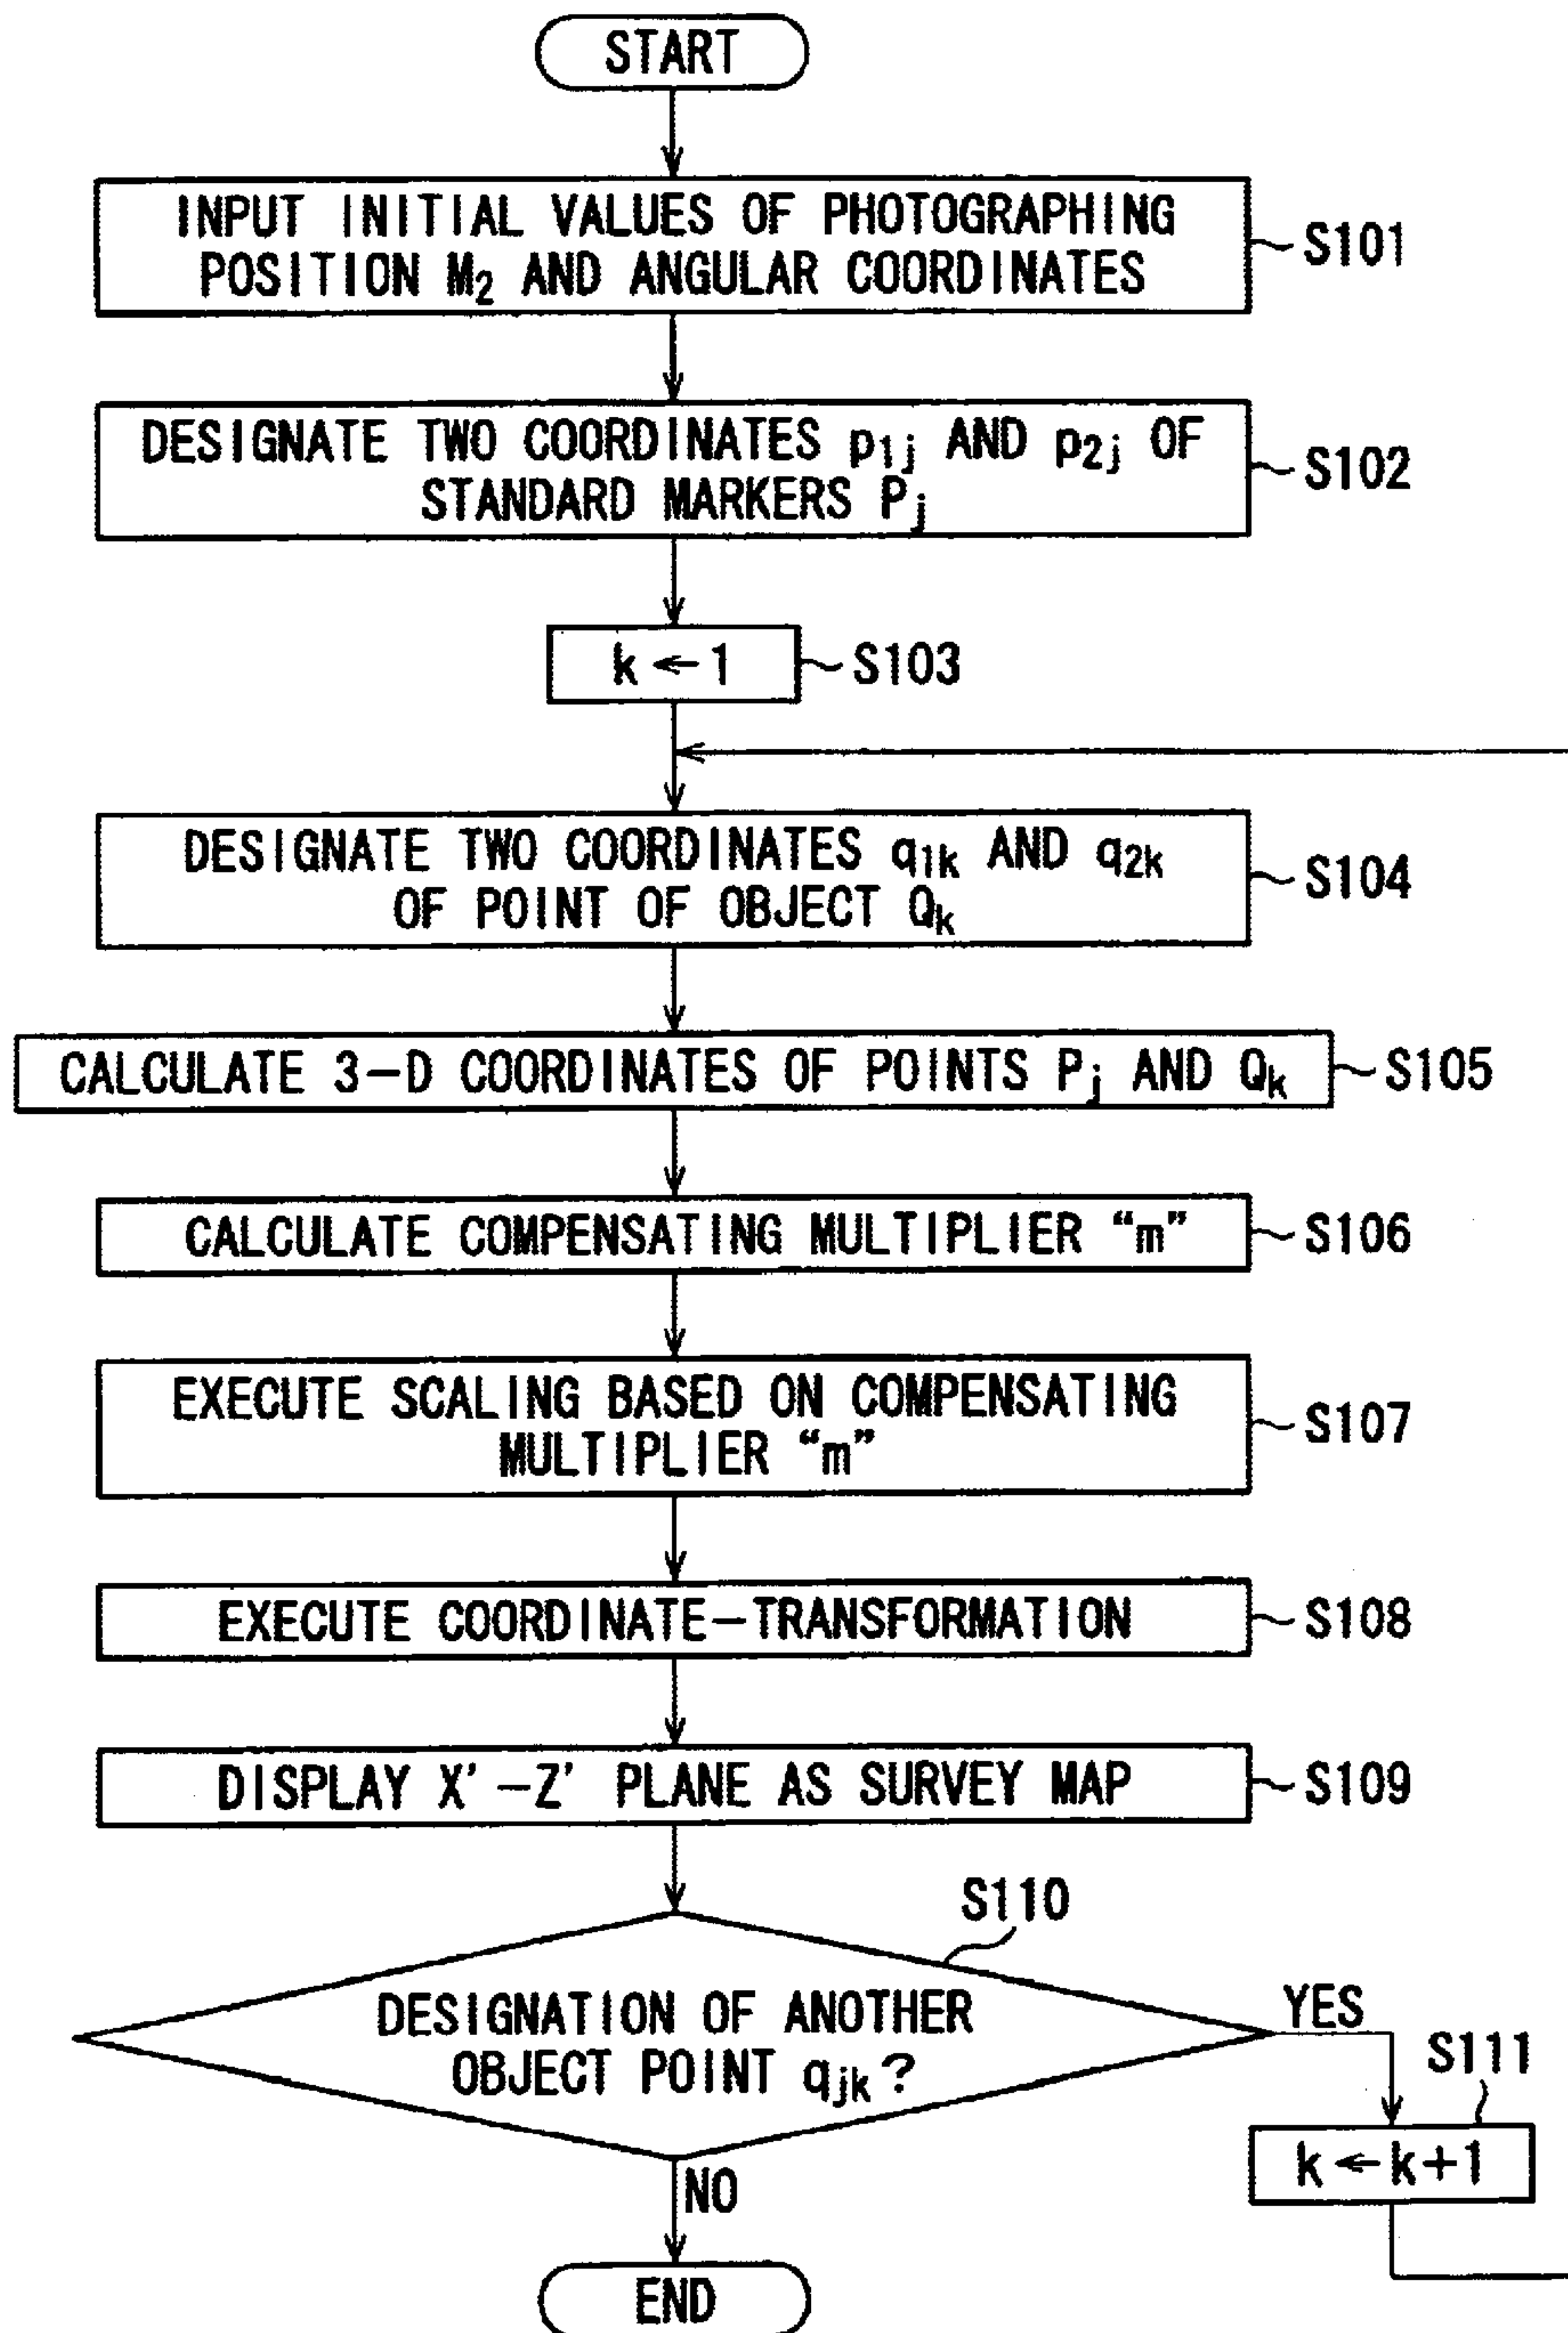 START
INPUT INITIAL VALUES OF PHOTOGRAPHING
POSITION M₂ AND ANGULAR COORDINATES
S101
DESIGNATE TWO COORDINATES p₁ⱼ AND p₂ⱼ OF
STANDARD MARKERS Pⱼ
S102
k ← 1
S103
DESIGNATE TWO COORDINATES q₁ₖ AND q₂ₖ
OF POINT OF OBJECT Qₖ
S104
CALCULATE 3-D COORDINATES OF POINTS Pⱼ AND Qₖ
S105
CALCULATE COMPENSATING MULTIPLIER “m”
S106
EXECUTE SCALING BASED ON COMPENSATING
MULTIPLIER “m”
S107
EXECUTE COORDINATE-TRANSFORMATION
S108
DISPLAY X'-Z' PLANE AS SURVEY MAP
S109
S110
DESIGNATION OF ANOTHER
OBJECT POINT qⱼₖ?
YES
S111
k ← k+1
NO
END